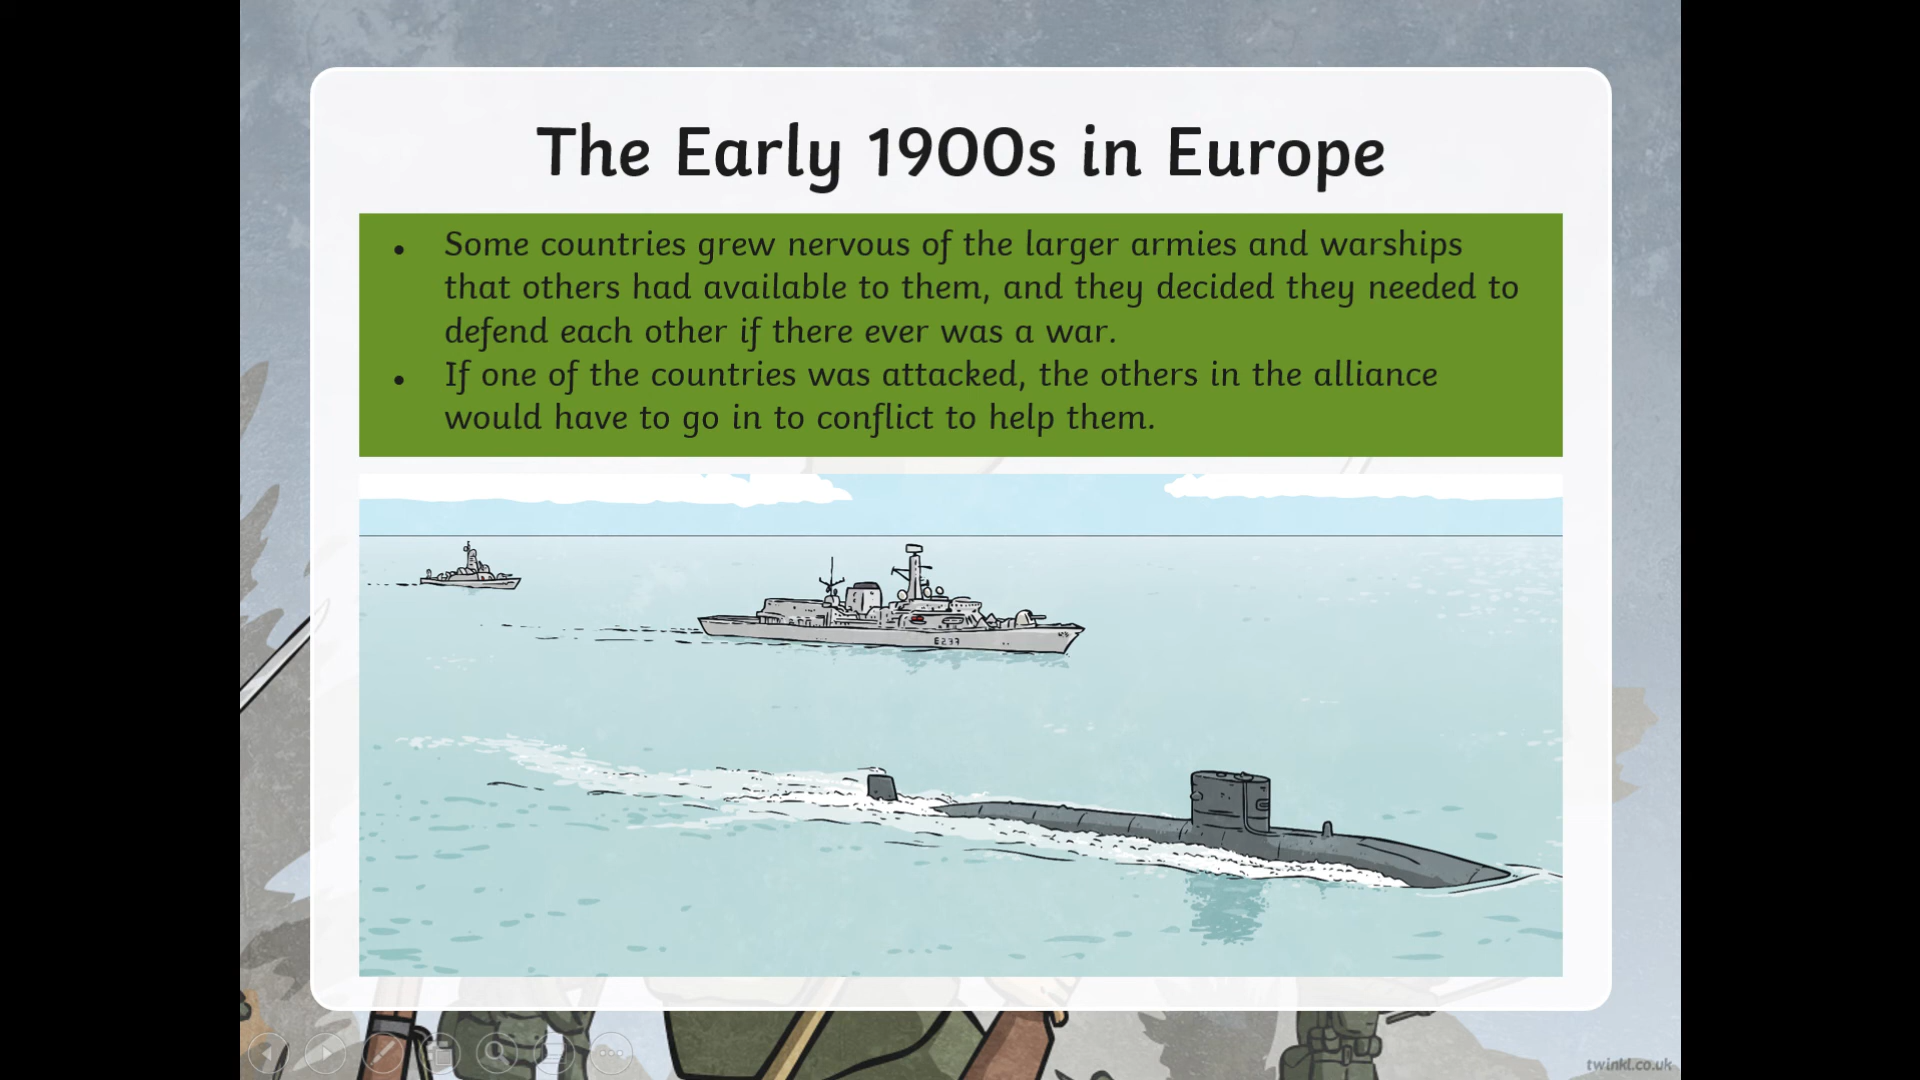 The Early 1900s in Europe
• Some countries grew nervous of the larger armies and warships
that others had available to them, and they decided they needed to
defend each other if there ever was a war.
• If one of the countries was attacked, the others in the alliance
would have to go in to conflict to help them.
E237
twinkl.co.uk